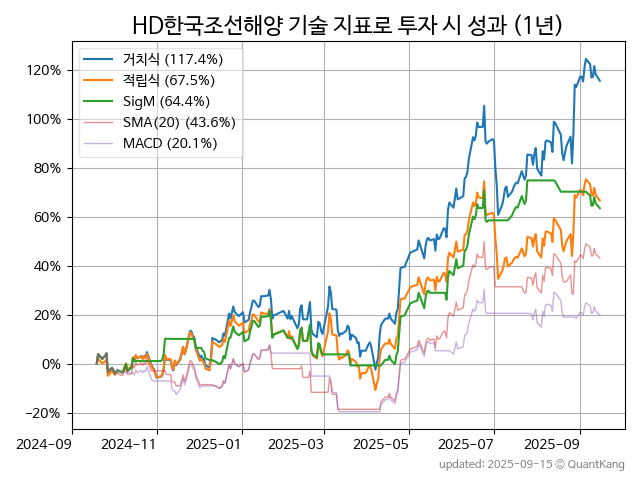 HD한국조선해양 기술 지표로 투자 시 성과 (1년)
거치식 (117.4%)
적립식 (67.5%)
SigM (64.4%)
SMA(20) (43.6%)
MACD (20.1%)
120%
100%
80%
60%
40%
20%
0%
−20%
2024-09 2024-11 2025-01 2025-03 2025-05 2025-07 2025-09
updated: 2025-09-15 © QuantKang